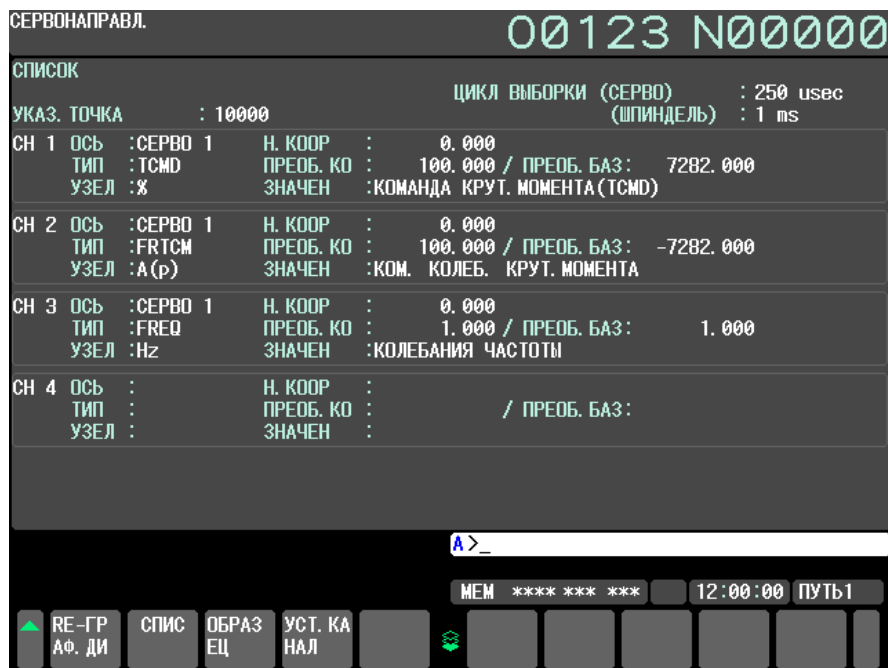 СЕРВОНАПРАВЛ. O0123 N00000
СПИСОК
ЦИКЛ ВЫБОРКИ (СЕРВО) : 250 usec
УКАЗ. ТОЧКА : 10000 (ШПИНДЕЛЬ) : 1 ms
CH 1 ОСЬ :СЕРВО 1 Н. КООР : 0.000
ТИП :TCMD ПРЕОБ. КО : 100.000 / ПРЕОБ. БАЗ: 7282.000
УЗЕЛ :% ЗНАЧЕН :КОМАНДА КРУТ. МОМЕНТА(TCMD)
CH 2 ОСЬ :СЕРВО 1 Н. КООР : 0.000
ТИП :FRTCM ПРЕОБ. КО : 100.000 / ПРЕОБ. БАЗ: -7282.000
УЗЕЛ :A(p) ЗНАЧЕН :КОМ. КОЛЕБ. КРУТ. МОМЕНТА
CH 3 ОСЬ :СЕРВО 1 Н. КООР : 0.000
ТИП :FREQ ПРЕОБ. КО : 1.000 / ПРЕОБ. БАЗ: 1.000
УЗЕЛ :Hz ЗНАЧЕН :КОЛЕБАНИЯ ЧАСТОТЫ
CH 4 ОСЬ : Н. КООР :
ТИП : ПРЕОБ. КО : / ПРЕОБ. БАЗ:
УЗЕЛ : ЗНАЧЕН :
A>_
MEM **** *** *** 12:00:00 ПУТЬ1
RE-ГР СПИС ОБРАЗ УСТ. КА
АФ. ДИ ЕЦ НАЛ